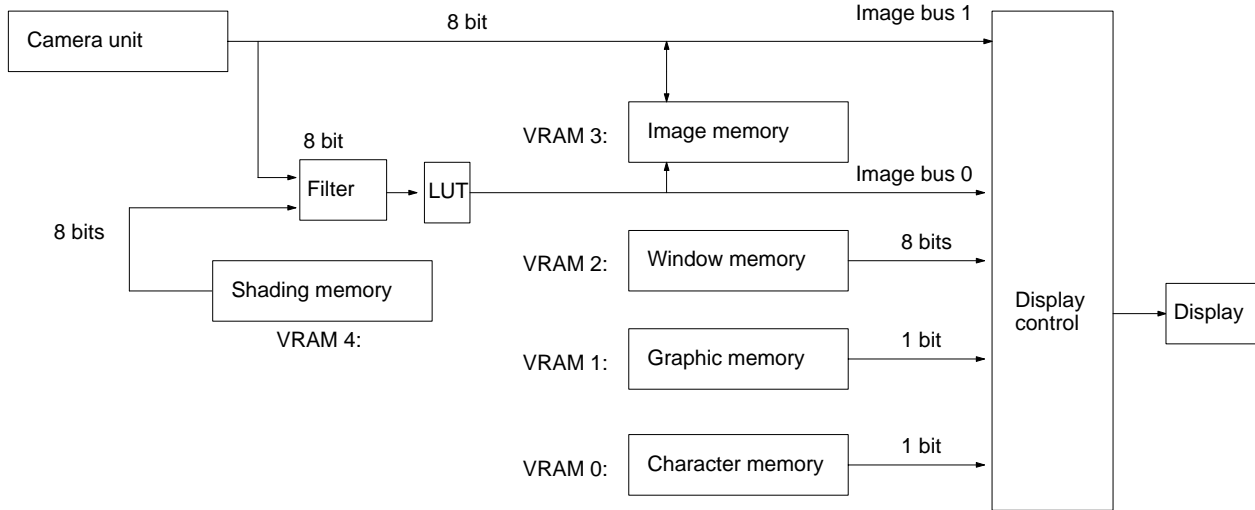 Image bus 1
8 bit
Camera unit
VRAM 3:
Image memory
8 bit
Image bus 0
Filter
LUT
8 bits
8 bits
VRAM 2:
Window memory
Shading memory
VRAM 4:
Display
control
Display
1 bit
VRAM 1:
Graphic memory
1 bit
VRAM 0:
Character memory